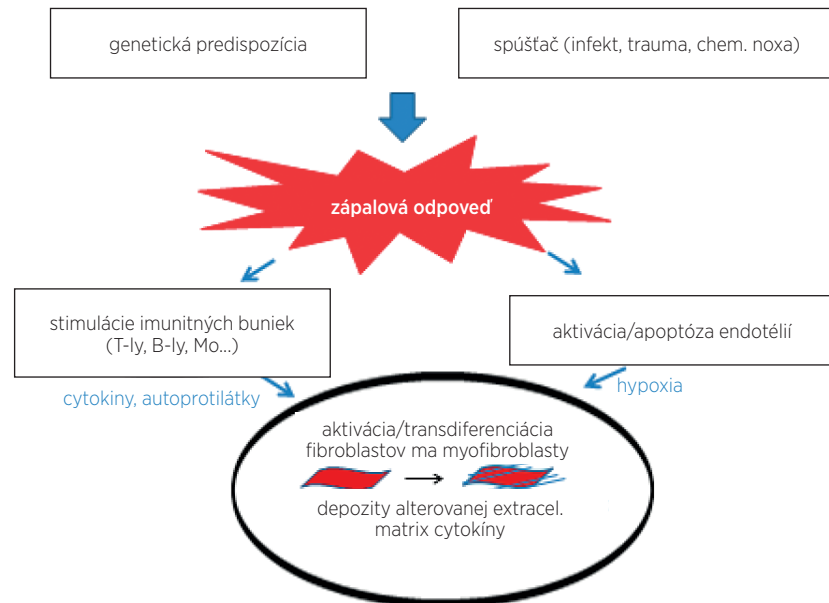 genetická predispozícia
spúšťač (infekt, trauma, chem. noxa)
zápalová odpoveď
stimulácie imunitných buniek
(T-ly, B-ly, Mo...)
aktivácia/apoptóza endotélií
cytokiny, autoprotilátky
hypoxia
aktivácia/transdiferenciácia
fibroblastov ma myofibroblasty
depozity alterovanej extracel.
matrix cytokíny